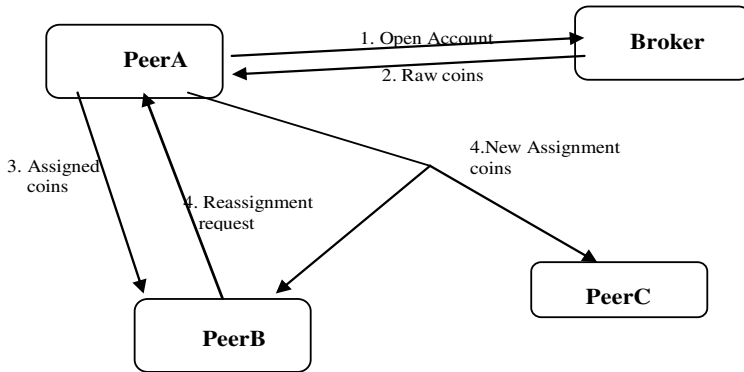 1. Open Account
PeerA
Broker
2. Raw coins
4.New Assignment
coins
3. Assigned
coins
4. Reassignment
request
PeerC
PeerB